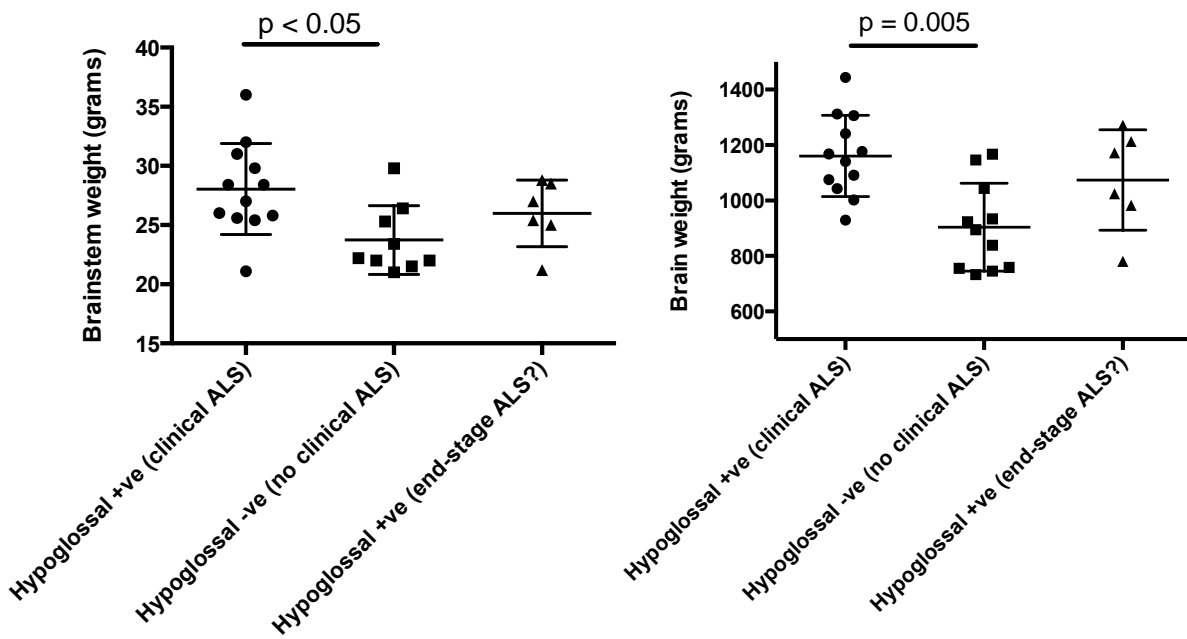 p < 0.05
40
35
30
25
20
15
Brainstem weight (grams)
Hypoglossal +ve (clinical ALS)
Hypoglossal -ve (no clinical ALS)
Hypoglossal +ve (end-stage ALS?)
p = 0.005
1400
1200
1000
800
600
Brain weight (grams)
Hypoglossal +ve (clinical ALS)
Hypoglossal -ve (no clinical ALS)
Hypoglossal +ve (end-stage ALS?)